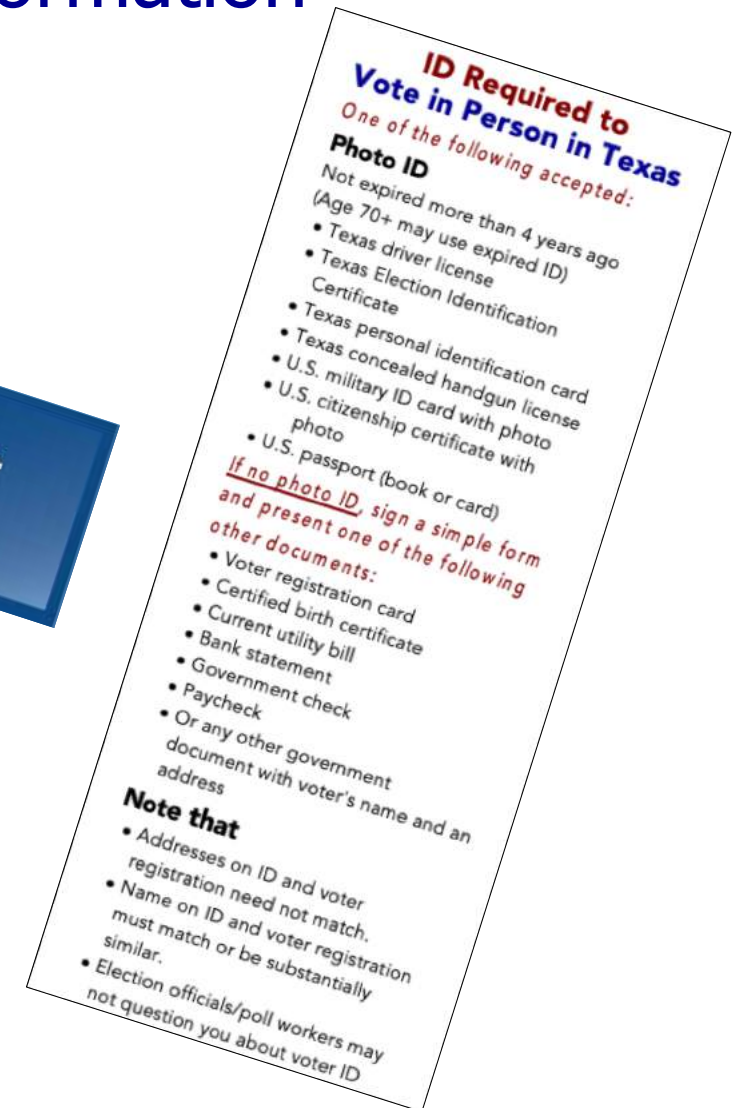 ID Required to
Vote in Person in Texas
One of the following accepted:
Photo ID
Not expired more than 4 years ago
(Age 70+ may use expired ID)
• Texas driver license
• Texas Election Identification
Certificate
• Texas personal identification card
• Texas concealed handgun license
• U.S. military ID card with photo
• U.S. citizenship certificate with
photo
• U.S. passport (book or card)
If no photo ID, sign a simple form
and present one of the following
other documents:
• Voter registration card
• Certified birth certificate
• Current utility bill
• Bank statement
• Government check
• Paycheck
• Or any other government
document with voter's name and an
address
Note that
• Addresses on ID and voter
registration need not match.
• Name on ID and voter registration
must match or be substantially
similar.
• Election officials/poll workers may
not question you about voter ID